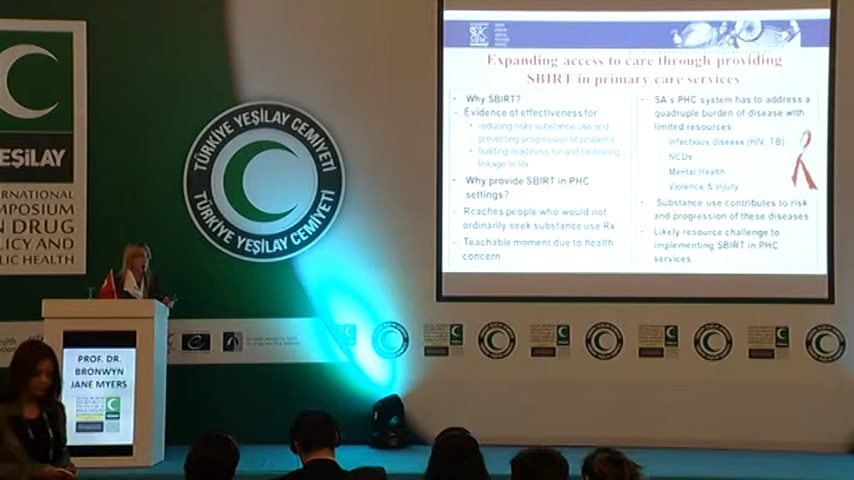 EŞİLAY
RNATIONAL
MPOSIUM
N DRUG
ICY AND
LIC HEALTH
TÜRKİYE YEŞİLAY CEMİYETİ
TÜRKİYE YEŞİLAY CEMİYETİ
PROF. DR.
BRONWYN
JANE MYERS
Expanding access to care through providing
SBIRT in primary care services
• Why SBIRT?
- Evidence of effectiveness for
• reducing risky substance use and
preventing progression of problems
• building readiness for and facilitating
linkage to Rx
• Why provide SBIRT in PHC
settings?
- Reaches people who would not
ordinarily seek substance use Rx
- Teachable moment due to health
concern
• SA's PHC system has to address a
quadruple burden of disease with
limited resources
- Infectious disease (HIV, TB)
- NCDs
- Mental Health
- Violence & Injury
• Substance use contributes to risk
and progression of these diseases
• Likely resource challenge to
implementing SBIRT in PHC
services